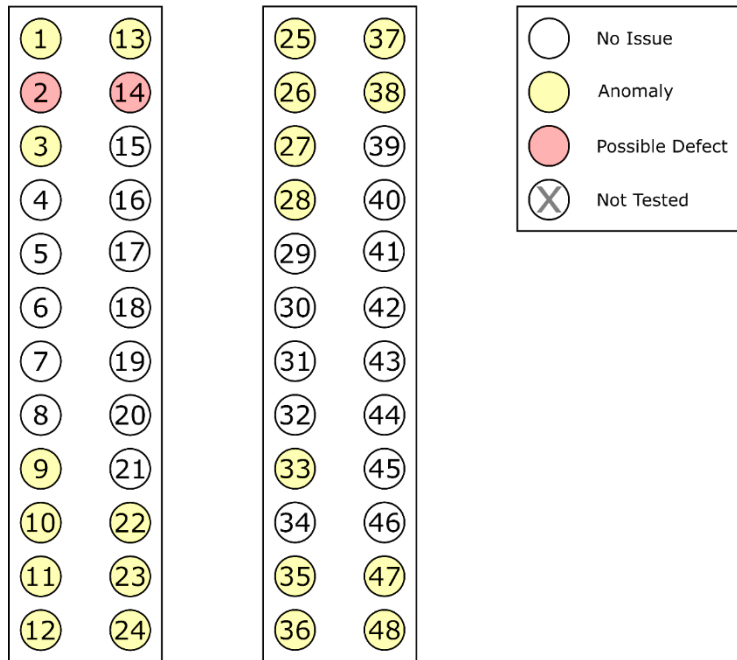 1 13 25 37 No Issue
2 14 26 38 Anomaly
3 15 27 39 Possible Defect
4 16 28 40 X Not Tested
5 17 29 41
6 18 30 42
7 19 31 43
8 20 32 44
9 21 33 45
10 22 34 46
11 23 35 47
12 24 36 48